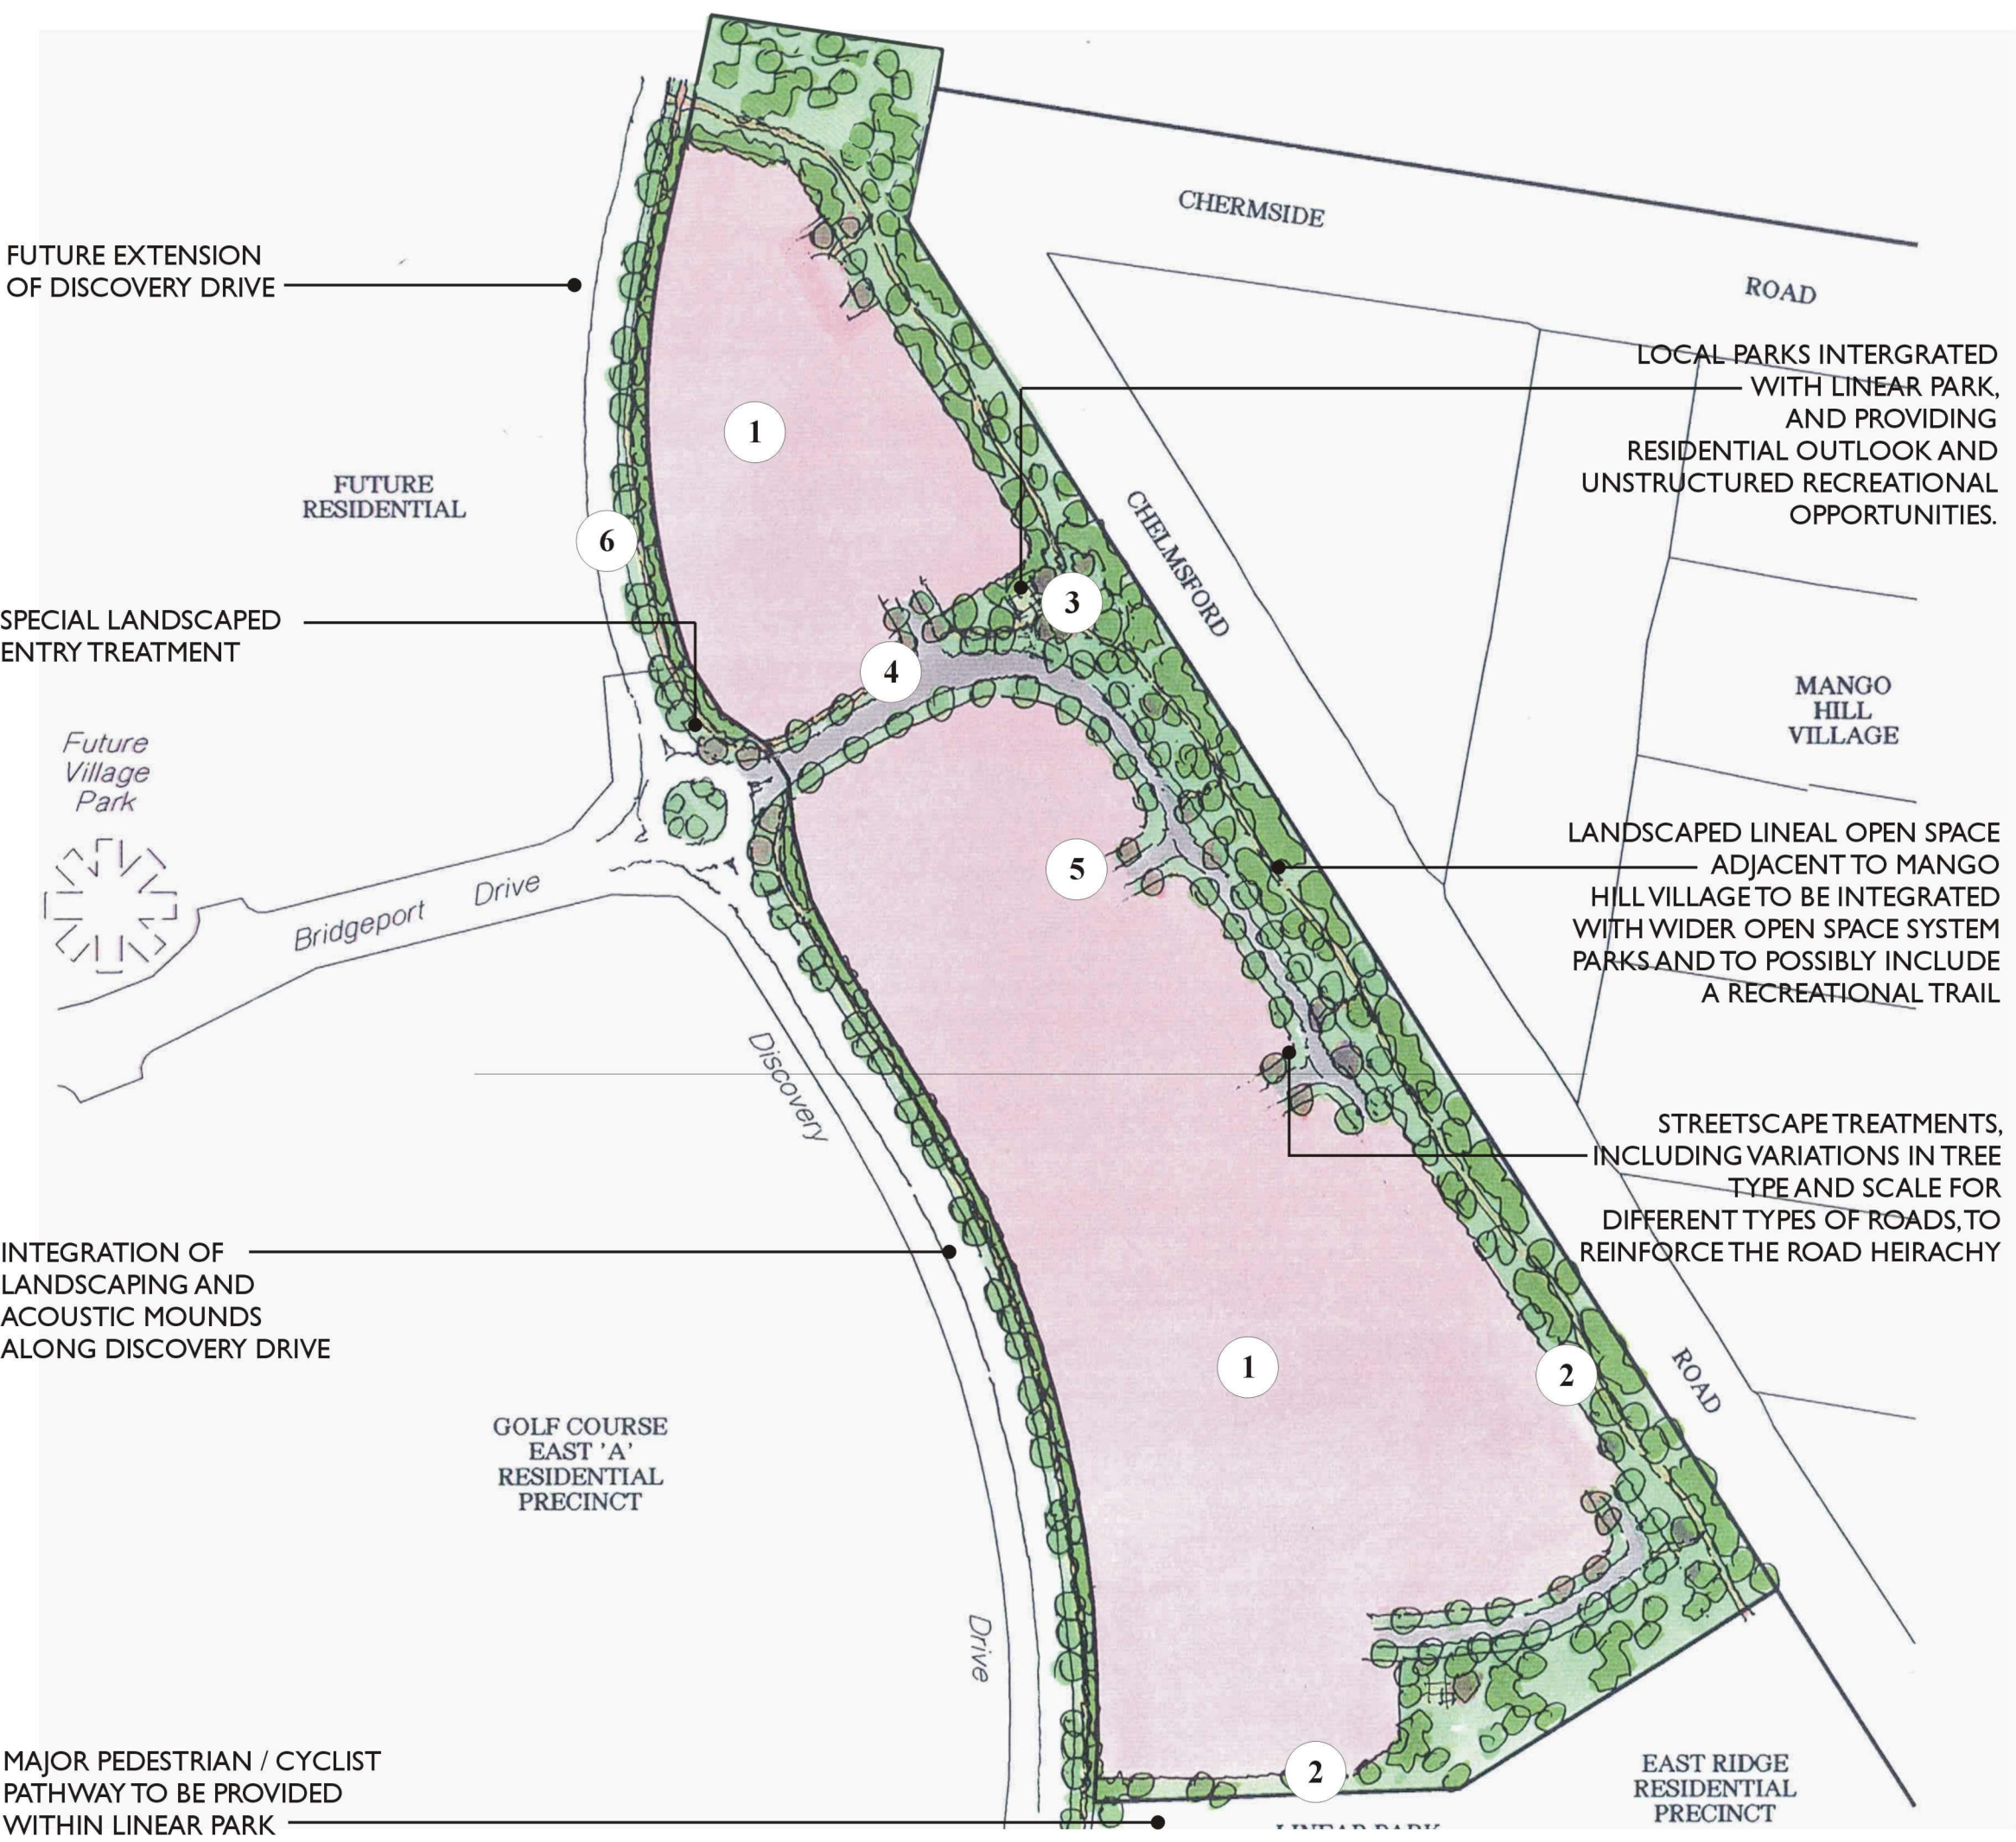 CHERMSIDE
ROAD
FUTURE EXTENSION
OF DISCOVERY DRIVE
LOCAL PARKS INTERGRATED
WITH LINEAR PARK,
AND PROVIDING
RESIDENTIAL OUTLOOK AND
UNSTRUCTURED RECREATIONAL
OPPORTUNITIES.
1
FUTURE
RESIDENTIAL
6
CHELMSFORD
3
SPECIAL LANDSCAPED
ENTRY TREATMENT
4
MANGO
HILL
VILLAGE
Future
Village
Park
5
LANDSCAPED LINEAL OPEN SPACE
ADJACENT TO MANGO
HILL VILLAGE TO BE INTEGRATED
WITH WIDER OPEN SPACE SYSTEM
PARKS AND TO POSSIBLY INCLUDE
A RECREATIONAL TRAIL
Bridgeport Drive
Discovery
STREETSCAPE TREATMENTS,
INCLUDING VARIATIONS IN TREE
TYPE AND SCALE FOR
DIFFERENT TYPES OF ROADS, TO
REINFORCE THE ROAD HEIRACHY
INTEGRATION OF
LANDSCAPING AND
ACOUSTIC MOUNDS
ALONG DISCOVERY DRIVE
1
2
ROAD
GOLF COURSE
EAST 'A'
RESIDENTIAL
PRECINCT
Drive
2
MAJOR PEDESTRIAN / CYCLIST
PATHWAY TO BE PROVIDED
WITHIN LINEAR PARK
EAST RIDGE
RESIDENTIAL
PRECINCT
LINEAR PARK